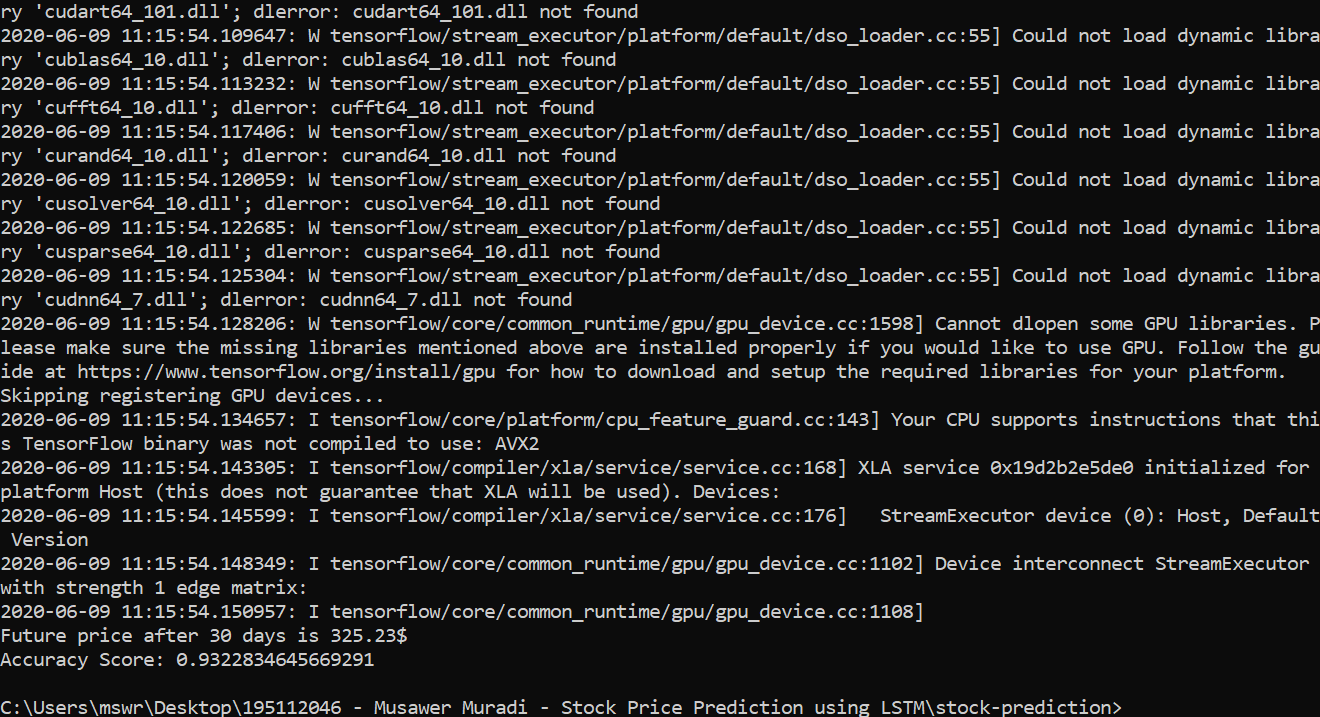 ry 'cudart64_101.dll'; dlerror: cudart64_101.dll not found
2020-06-09 11:15:54.109647: W tensorflow/stream_executor/platform/default/dso_loader.cc:55] Could not load dynamic libra
ry 'cublas64_10.dll'; dlerror: cublas64_10.dll not found
2020-06-09 11:15:54.113232: W tensorflow/stream_executor/platform/default/dso_loader.cc:55] Could not load dynamic libra
ry 'cufft64_10.dll'; dlerror: cufft64_10.dll not found
2020-06-09 11:15:54.117406: W tensorflow/stream_executor/platform/default/dso_loader.cc:55] Could not load dynamic libra
ry 'curand64_10.dll'; dlerror: curand64_10.dll not found
2020-06-09 11:15:54.120059: W tensorflow/stream_executor/platform/default/dso_loader.cc:55] Could not load dynamic libra
ry 'cusolver64_10.dll'; dlerror: cusolver64_10.dll not found
2020-06-09 11:15:54.122685: W tensorflow/stream_executor/platform/default/dso_loader.cc:55] Could not load dynamic libra
ry 'cusparse64_10.dll'; dlerror: cusparse64_10.dll not found
2020-06-09 11:15:54.125304: W tensorflow/stream_executor/platform/default/dso_loader.cc:55] Could not load dynamic libra
ry 'cudnn64_7.dll'; dlerror: cudnn64_7.dll not found
2020-06-09 11:15:54.128206: W tensorflow/core/common_runtime/gpu/gpu_device.cc:1598] Cannot dlopen some GPU libraries. P
lease make sure the missing libraries mentioned above are installed properly if you would like to use GPU. Follow the gu
ide at https://www.tensorflow.org/install/gpu for how to download and setup the required libraries for your platform.
Skipping registering GPU devices...
2020-06-09 11:15:54.134657: I tensorflow/core/platform/cpu_feature_guard.cc:143] Your CPU supports instructions that thi
s TensorFlow binary was not compiled to use: AVX2
2020-06-09 11:15:54.143305: I tensorflow/compiler/xla/service/service.cc:168] XLA service 0x19d2b2e5de0 initialized for
platform Host (this does not guarantee that XLA will be used). Devices:
2020-06-09 11:15:54.145599: I tensorflow/compiler/xla/service/service.cc:176]   StreamExecutor device (0): Host, Default
 Version
2020-06-09 11:15:54.148349: I tensorflow/core/common_runtime/gpu/gpu_device.cc:1102] Device interconnect StreamExecutor
with strength 1 edge matrix:
2020-06-09 11:15:54.150957: I tensorflow/core/common_runtime/gpu/gpu_device.cc:1108]
Future price after 30 days is 325.23$
Accuracy Score: 0.9322834645669291
C:\Users\mswr\Desktop\195112046 - Musawer Muradi - Stock Price Prediction using LSTM\stock-prediction>